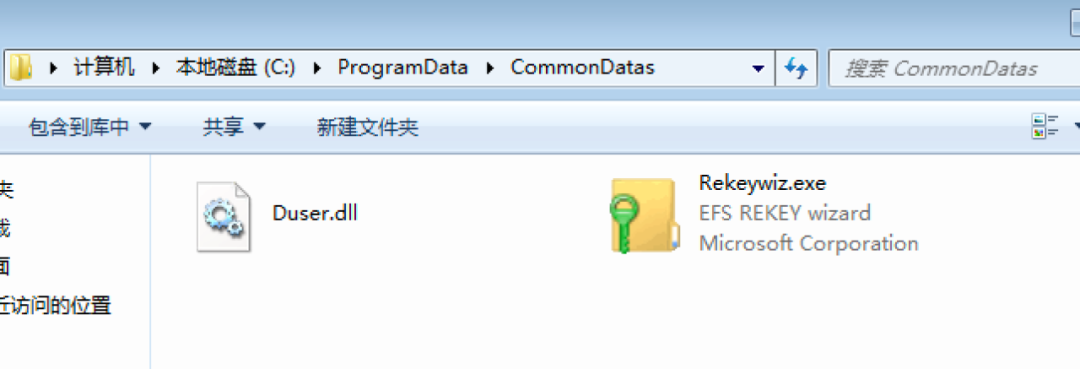 计算机 本地磁盘 (C:) ProgramData CommonDatas 搜索 CommonDatas
包含到库中 共享 新建文件夹
夹
Duser.dll
Rekeywiz.exe
EFS REKEY wizard
Microsoft Corporation
面
近访问的位置